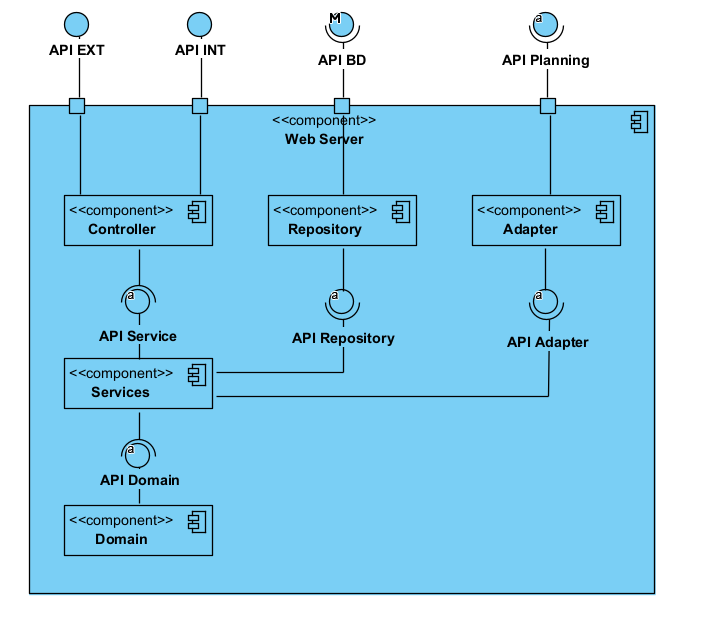 API EXT
API INT
M
API BD
a
API Planning
<<component>>
Web Server
<<component>>
Controller
<<component>>
Repository
<<component>>
Adapter
a
API Service
a
API Repository
a
API Adapter
<<component>>
Services
a
API Domain
<<component>>
Domain